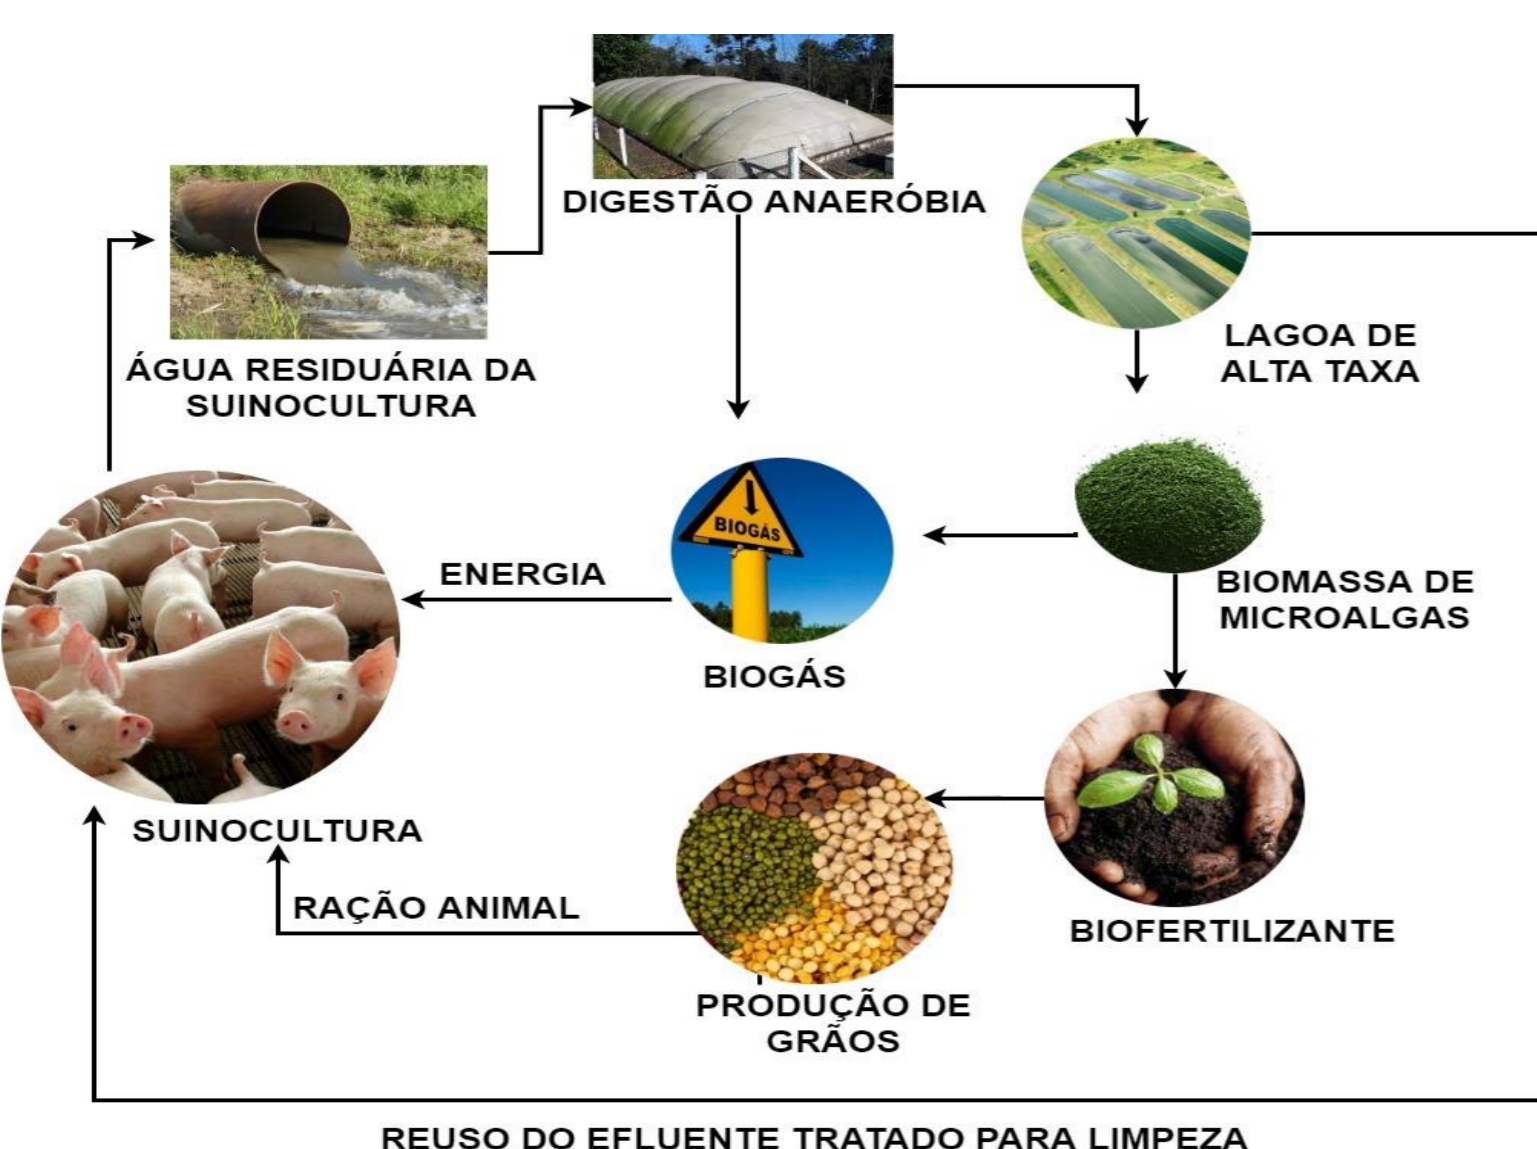 DIGESTÃO ANAERÓBIA
ÁGUA RESIDUÁRIA DA
SUINOCULTURA
LAGOA DE
ALTA TAXA
BIOGÁS
ENERGIA
BIOMASSA DE
MICROALGAS
BIOGÁS
SUINOCULTURA
RAÇÃO ANIMAL
BIOFERTILIZANTE
PRODUÇÃO DE
GRÃOS
REUSO DO EFLUENTE TRATADO PARA LIMPEZA